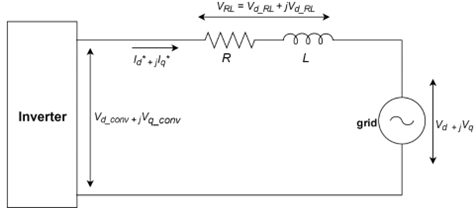 V_RL = V_d_RL + jV_d_RL
I_d* + jI_q*
R
L
Inverter
V_d_conv + jV_q_conv
grid
V_d + jV_q